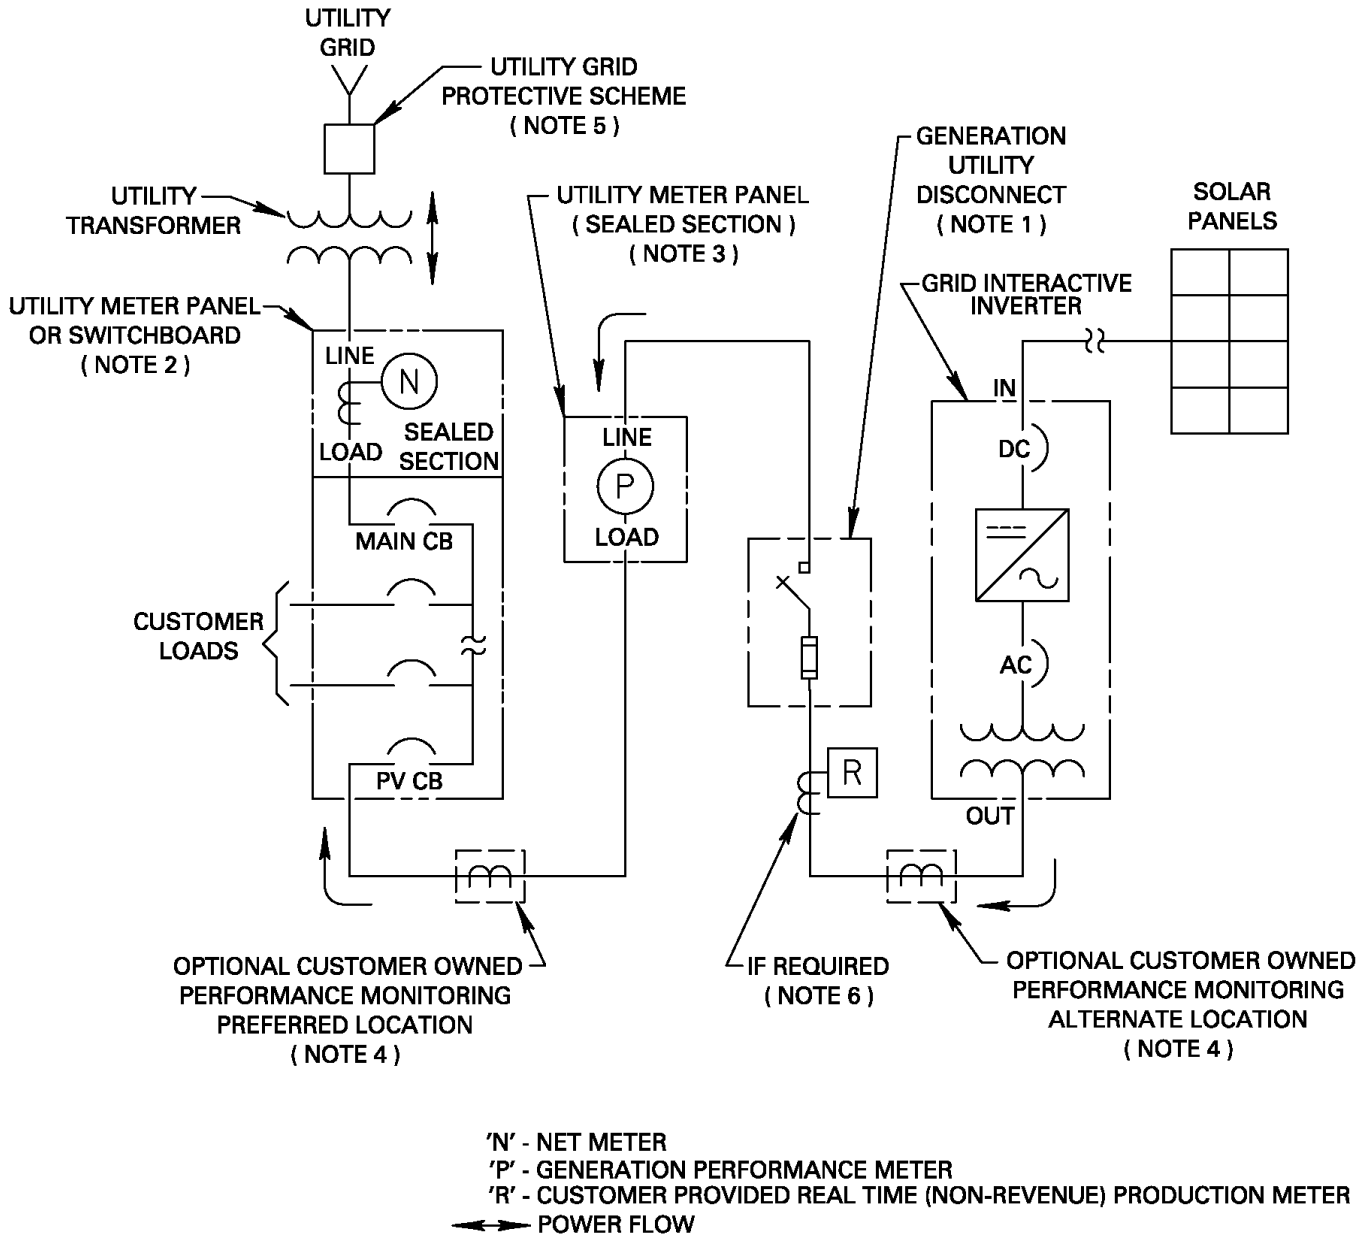 UTILITY
GRID
UTILITY GRID
PROTECTIVE SCHEME
( NOTE 5 )
GENERATION
UTILITY
DISCONNECT
( NOTE 1 )
SOLAR
PANELS
UTILITY
TRANSFORMER
UTILITY METER PANEL
( SEALED SECTION )
( NOTE 3 )
GRID INTERACTIVE
INVERTER
UTILITY METER PANEL
OR SWITCHBOARD
( NOTE 2 )
LINE
N
LOAD
SEALED
SECTION
MAIN CB
CUSTOMER
LOADS
PV CB
LINE
P
LOAD
R
IN
DC
AC
OUT
OPTIONAL CUSTOMER OWNED
PERFORMANCE MONITORING
PREFERRED LOCATION
( NOTE 4 )
IF REQUIRED
( NOTE 6 )
OPTIONAL CUSTOMER OWNED
PERFORMANCE MONITORING
ALTERNATE LOCATION
( NOTE 4 )
'N' - NET METER
'P' - GENERATION PERFORMANCE METER
'R' - CUSTOMER PROVIDED REAL TIME (NON-REVENUE) PRODUCTION METER
POWER FLOW